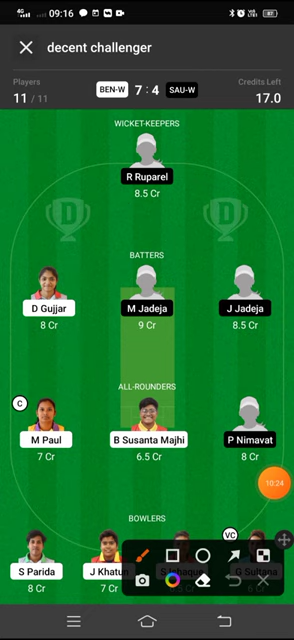 4G 09:16 87
decent challenger
Players
11 / 11
BEN-W 7 : 4 SAU-W
Credits Left
17.0
WICKET-KEEPERS
R Ruparel
8.5 Cr
BATTERS
D Gujjar M Jadeja J Jadeja
8 Cr 9 Cr 8.5 Cr
ALL-ROUNDERS
C
M Paul B Susanta Majhi P Nimavat
7 Cr 6.5 Cr 8 Cr
10:24
BOWLERS
VC
S Parida J Khatun G Sultana
8 Cr 7 Cr